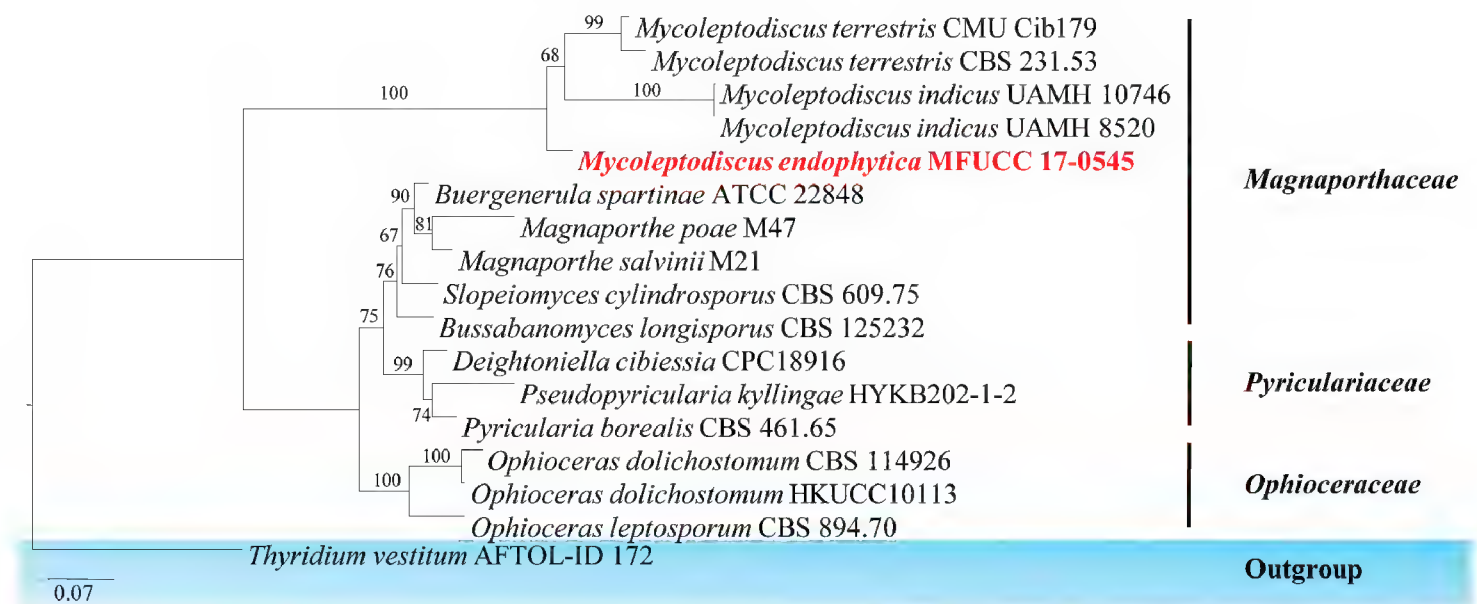 99
Mycoleptodiscus terrestris CMU Cib179
68
Mycoleptodiscus terrestris CBS 231.53
100
100
Mycoleptodiscus indicus UAMH 10746
Mycoleptodiscus indicus UAMH 8520
Mycoleptodiscus endophytica MFUCC 17-0545
Magnaporthaceae
90
Buergenerula spartinae ATCC 22848
81
Magnaporthe poae M47
67
Magnaporthe salvinii M21
76
Slopeiomyces cylindrosporus CBS 609.75
75
Bussabanomyces longisporus CBS 125232
99
Deightoniella cibiessia CPC18916
Pseudopyricularia kyllingae HYKB202-1-2
Pyriculariaceae
74
Pyricularia borealis CBS 461.65
100
Ophioceras dolichostomum CBS 114926
100
Ophioceras dolichostomum HKUCC10113
Ophioceraceae
Ophioceras leptosporum CBS 894.70
Thyridium vestitum AFTOL-ID 172
Outgroup
0.07